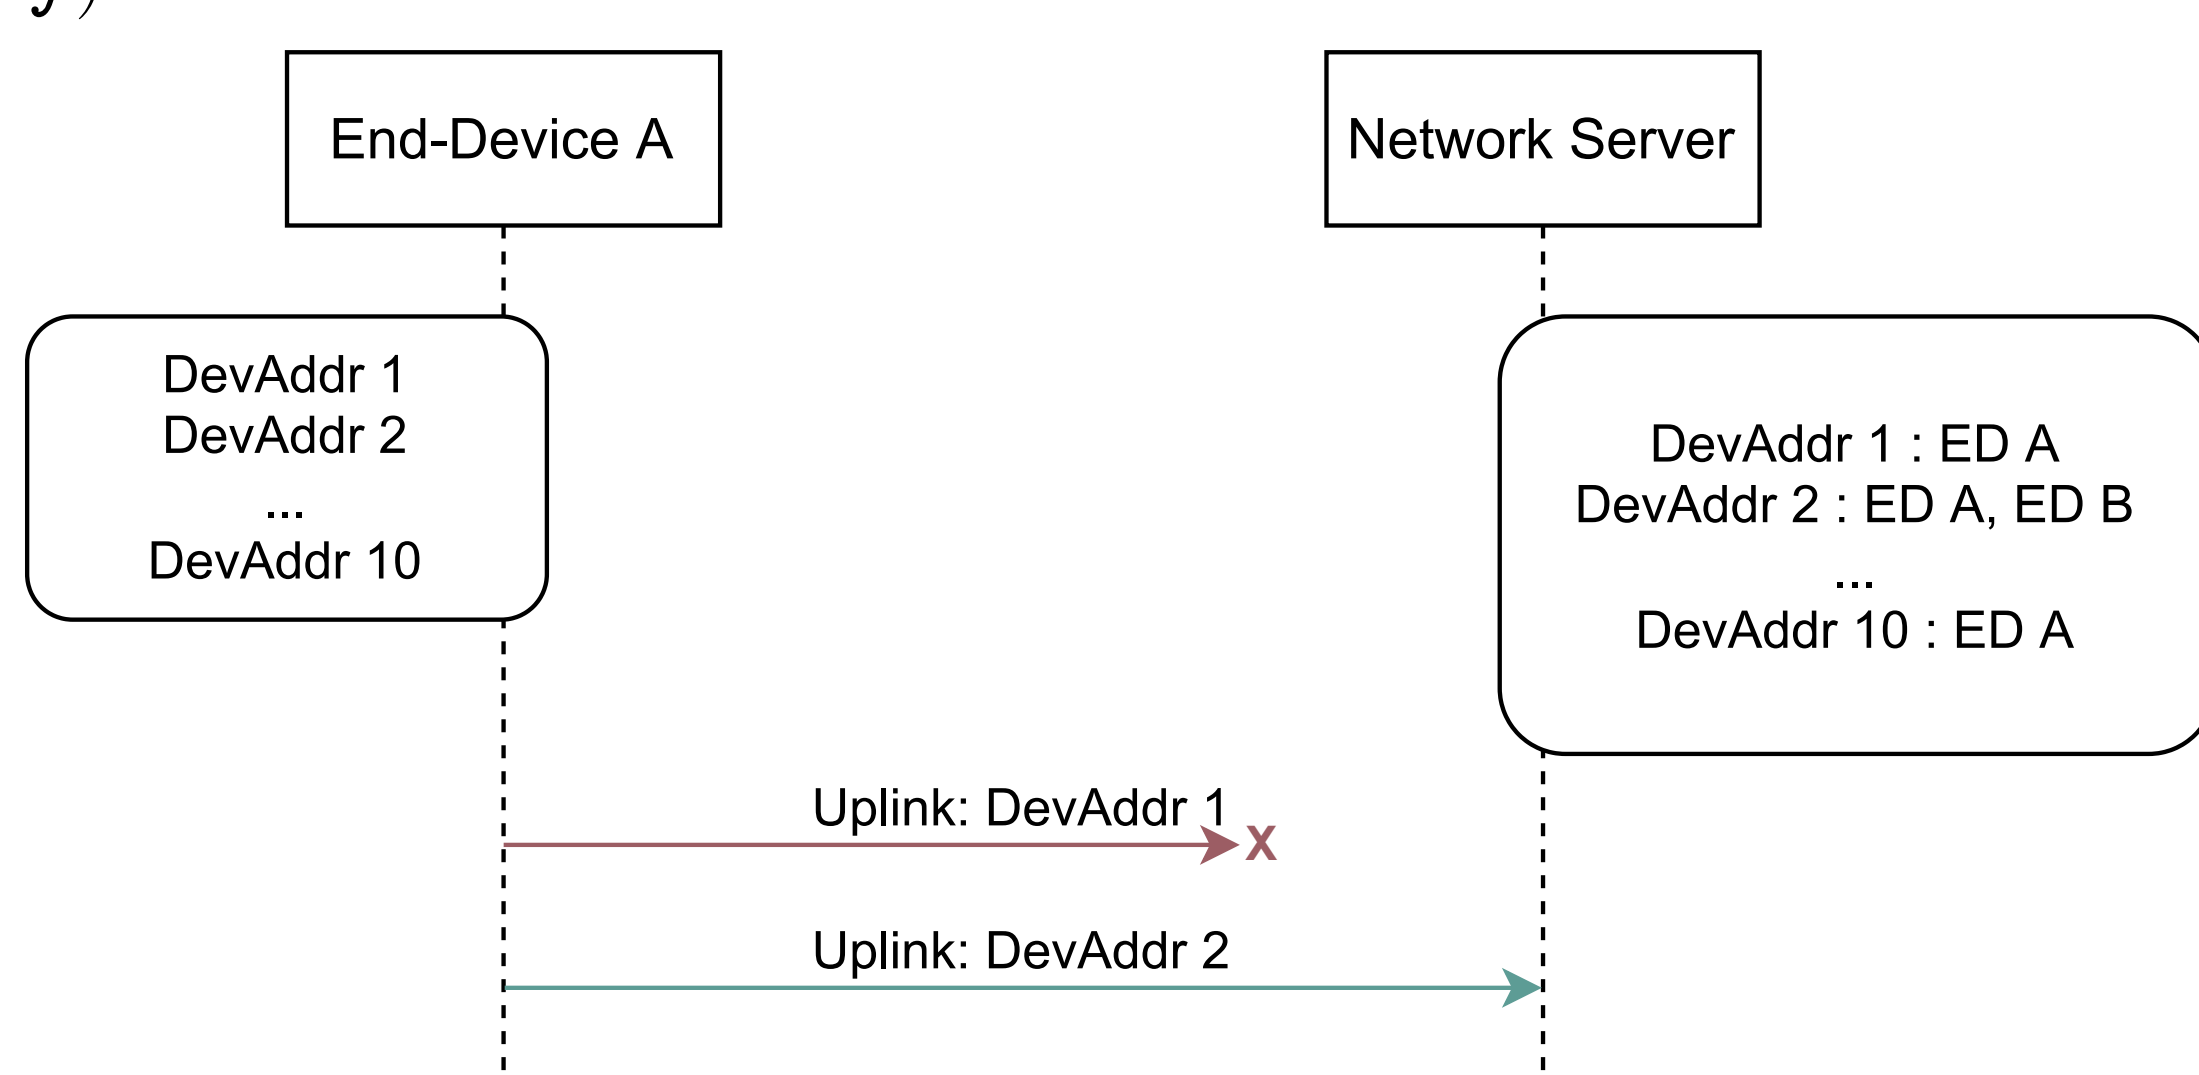 y)
End-Device A
Network Server
DevAddr 1
DevAddr 2
...
DevAddr 10
DevAddr 1 : ED A
DevAddr 2 : ED A, ED B
...
DevAddr 10 : ED A
Uplink: DevAddr 1
X
Uplink: DevAddr 2